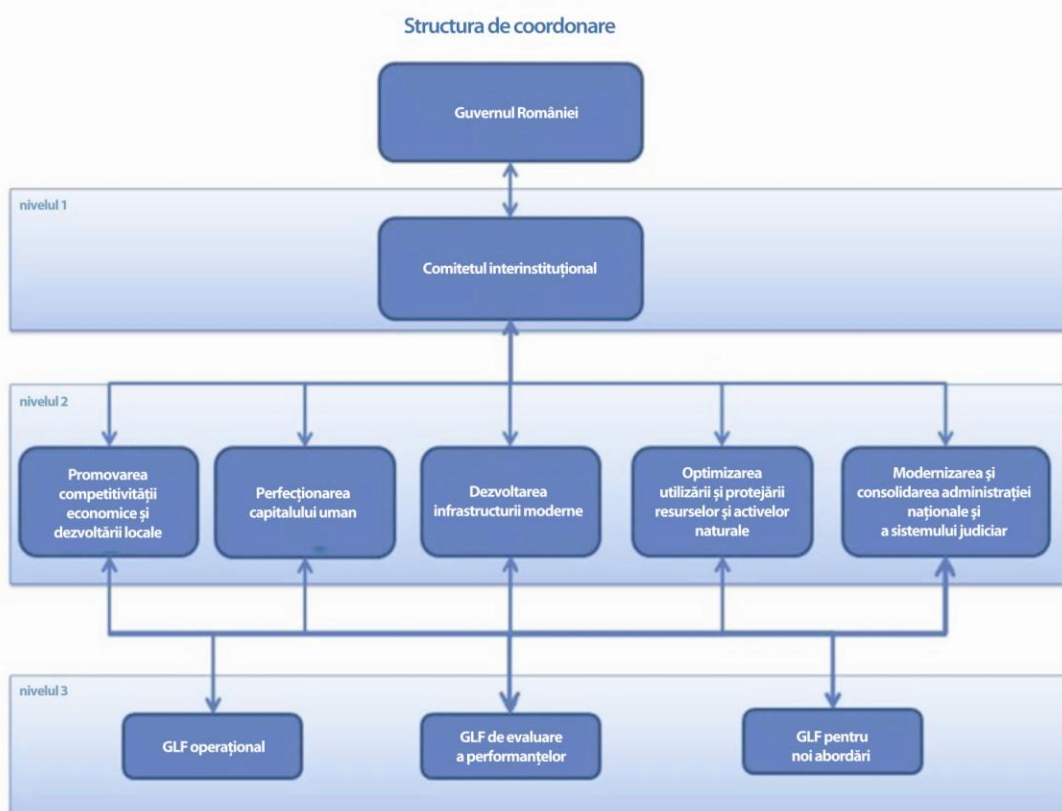 Structura de coordonare
Guvernul României
nivelul 1
Comitetul interinstituțional
nivelul 2
Promovarea
competitivității
economice și
dezvoltării locale
Perfecționarea
capitalului uman
Dezvoltarea
infrastructurii moderne
Optimizarea
utilizării și protejării
resurselor și activelor
naturale
Modernizarea și
consolidarea administrației
naționale și
a sistemului judiciar
nivelul 3
GLF operațional
GLF de evaluare
a performanțelor
GLF pentru
noi abordări